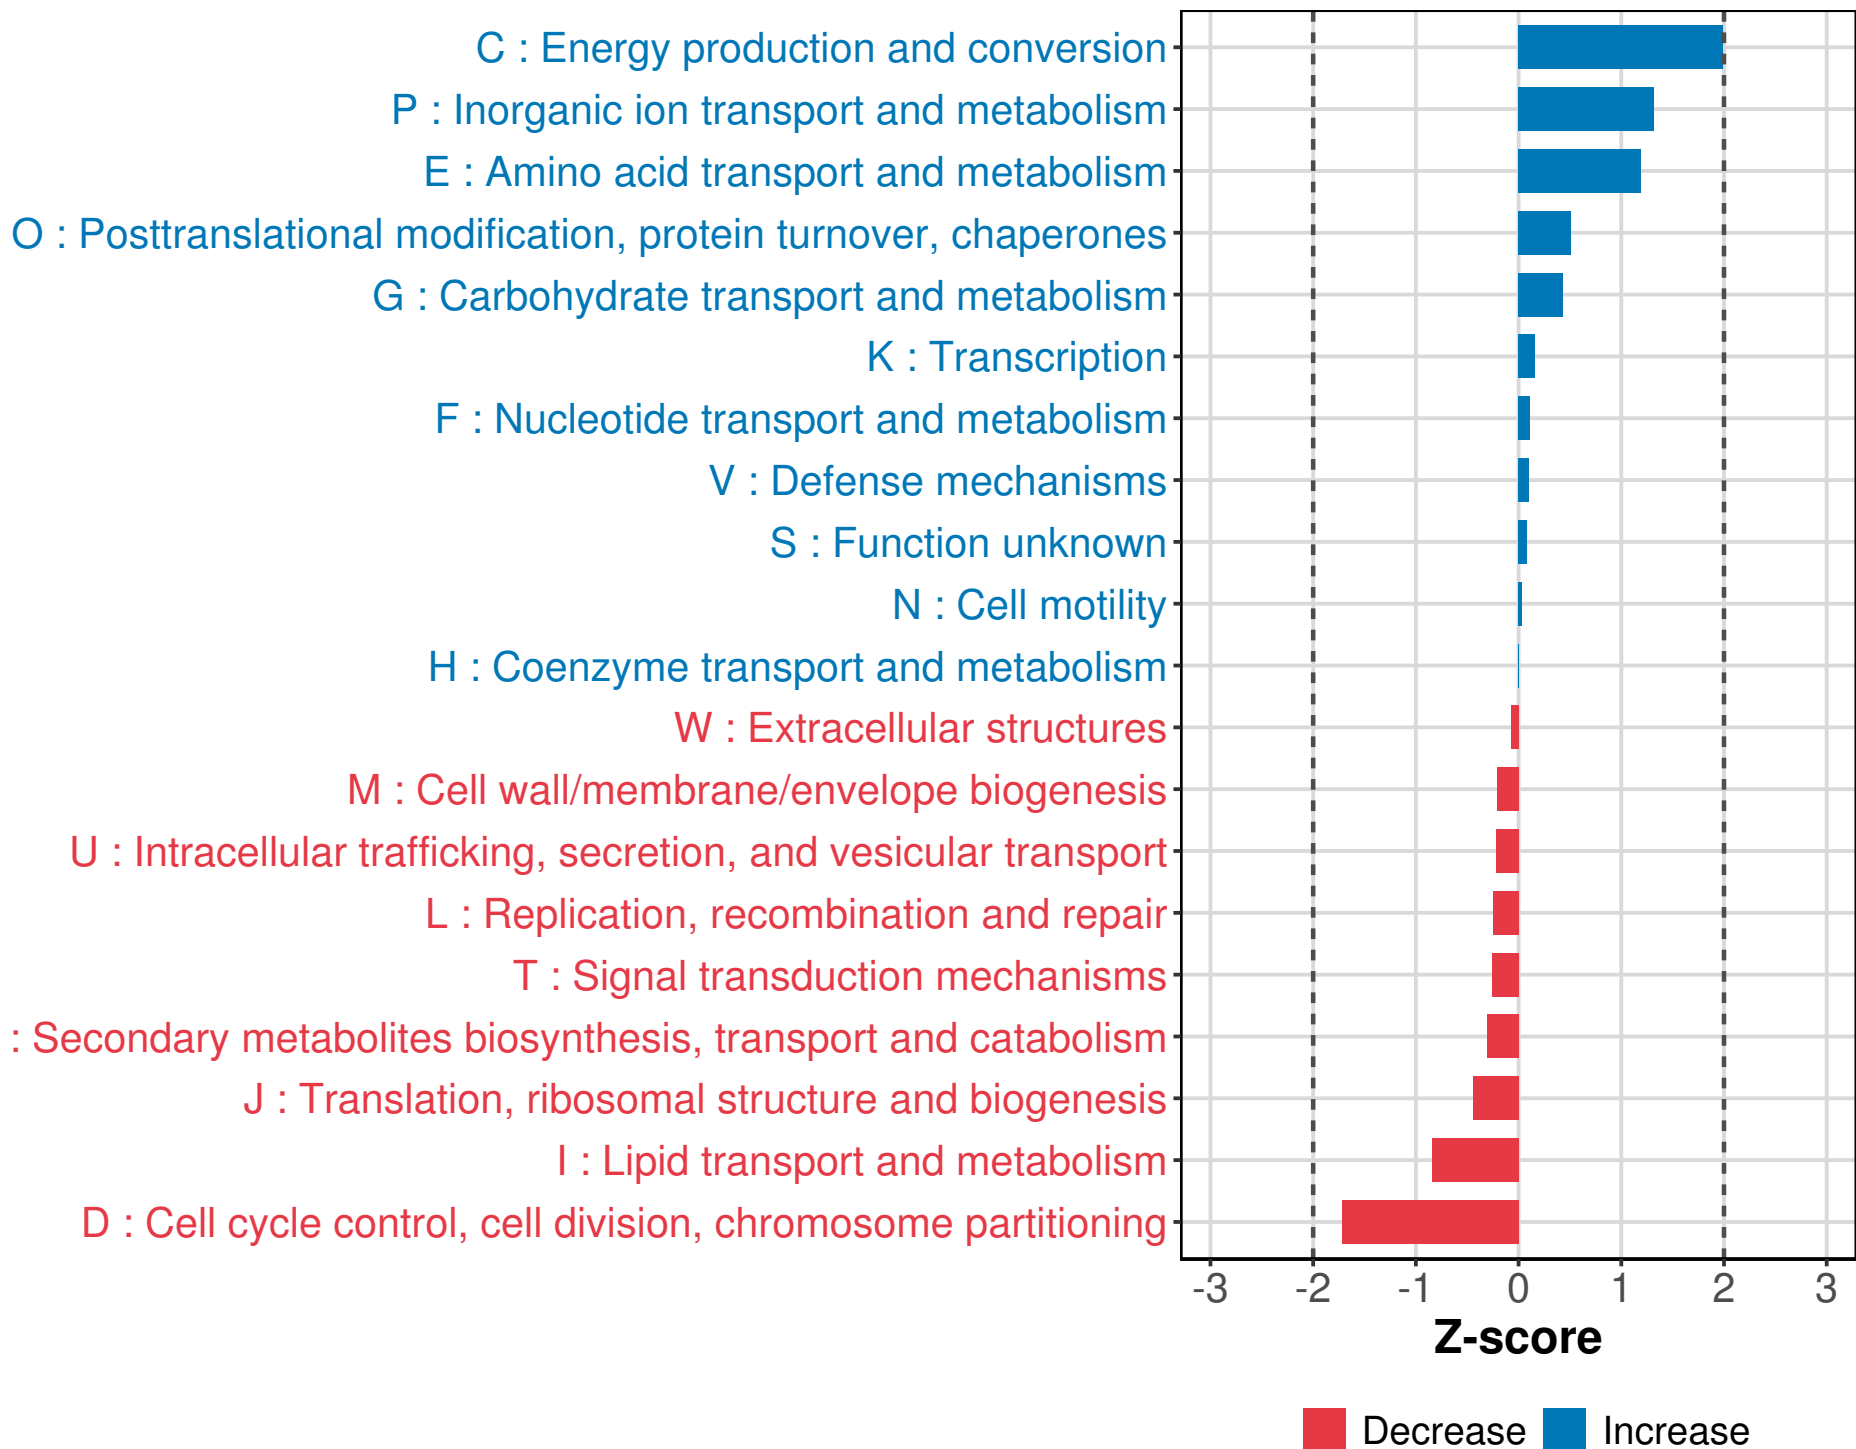 C : Energy production and conversion
P : Inorganic ion transport and metabolism
E : Amino acid transport and metabolism
O : Posttranslational modification, protein turnover, chaperones
G : Carbohydrate transport and metabolism
K : Transcription
F : Nucleotide transport and metabolism
V : Defense mechanisms
S : Function unknown
N : Cell motility
H : Coenzyme transport and metabolism
W : Extracellular structures
M : Cell wall/membrane/envelope biogenesis
U : Intracellular trafficking, secretion, and vesicular transport
L : Replication, recombination and repair
T : Signal transduction mechanisms
: Secondary metabolites biosynthesis, transport and catabolism
J : Translation, ribosomal structure and biogenesis
I : Lipid transport and metabolism
D : Cell cycle control, cell division, chromosome partitioning
-3 -2 -1 0 1 2 3
Z-score
Decrease Increase